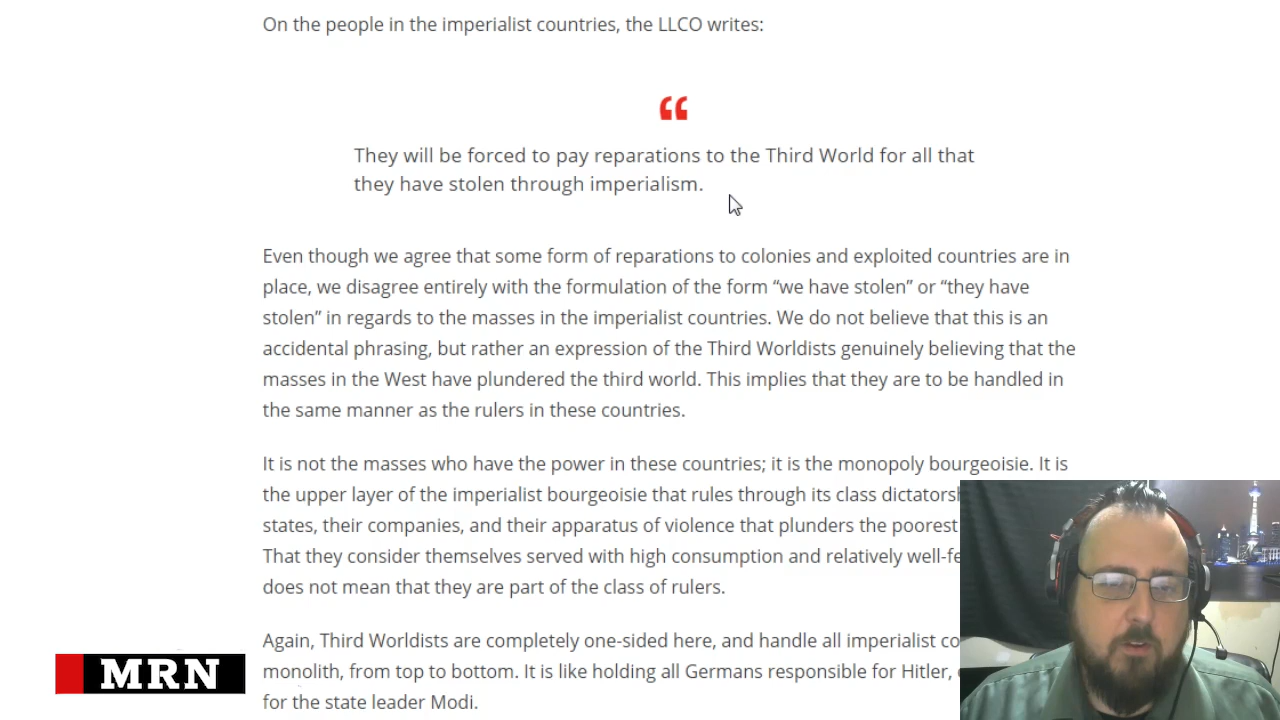 On the people in the imperialist countries, the LLCO writes:
“
They will be forced to pay reparations to the Third World for all that
they have stolen through imperialism.
Even though we agree that some form of reparations to colonies and exploited countries are in
place, we disagree entirely with the formulation of the form “we have stolen” or “they have
stolen” in regards to the masses in the imperialist countries. We do not believe that this is an
accidental phrasing, but rather an expression of the Third Worldists genuinely believing that the
masses in the West have plundered the third world. This implies that they are to be handled in
the same manner as the rulers in these countries.
It is not the masses who have the power in these countries; it is the monopoly bourgeoisie. It is
the upper layer of the imperialist bourgeoisie that rules through its class
states, their companies, and their apparatus of violence that plunders the poorest
That they consider themselves served with high consumption and relatively
does not mean that they are part of the class of rulers.
Again, Third Worldists are completely one-sided here, and handle all imperialist
monolith, from top to bottom. It is like holding all Germans responsible for Hitler,
for the state leader Modi.
MRN